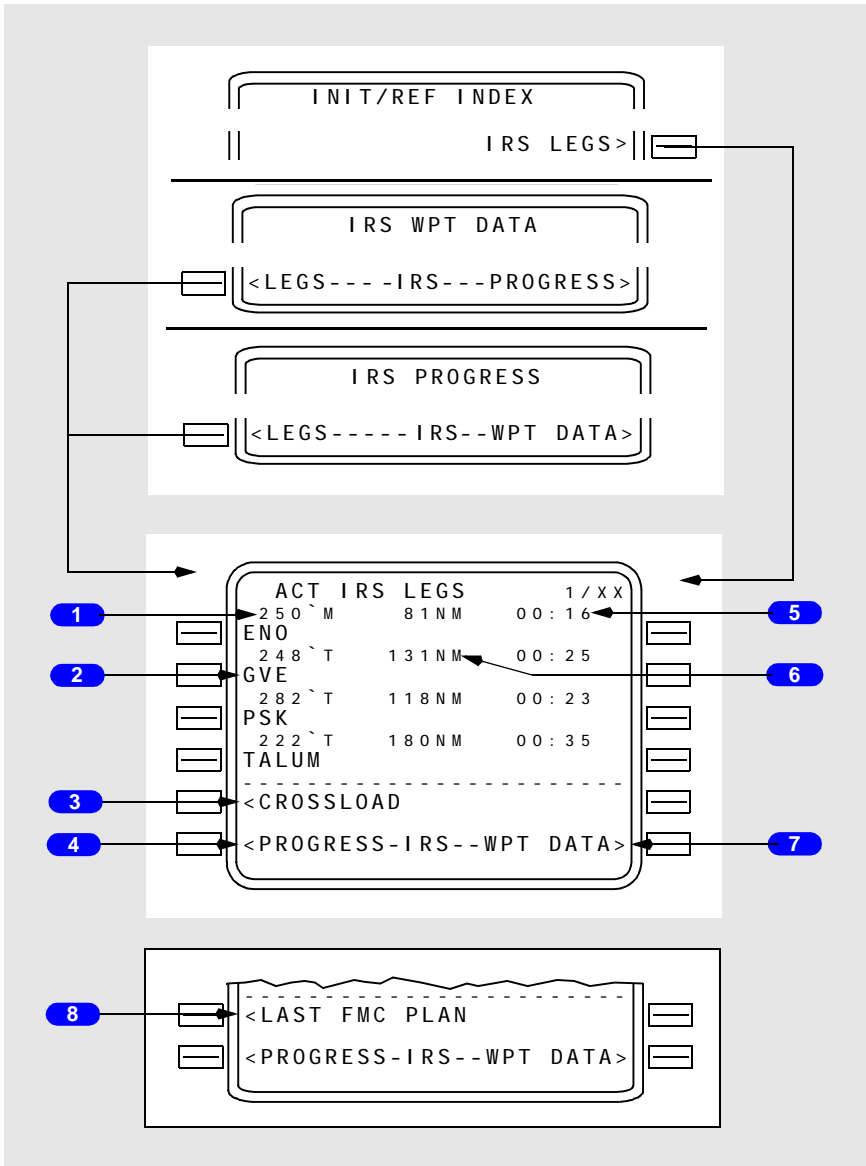 INIT/REF INDEX
IRS LEGS>
IRS WPT DATA
<LEGS----IRS---PROGRESS>
IRS PROGRESS
<LEGS-----IRS--WPT DATA>
ACT IRS LEGS 1/XX
1 250`M 81NM 00:16 5
ENO
248`T 131NM 00:25
2 GVE 6
282`T 118NM 00:23
PSK
222`T 180NM 00:35
TALUM
------------------------
3 <CROSSLOAD
4 <PROGRESS-IRS--WPT DATA> 7
------------------------
8 <LAST FMC PLAN
<PROGRESS-IRS--WPT DATA>